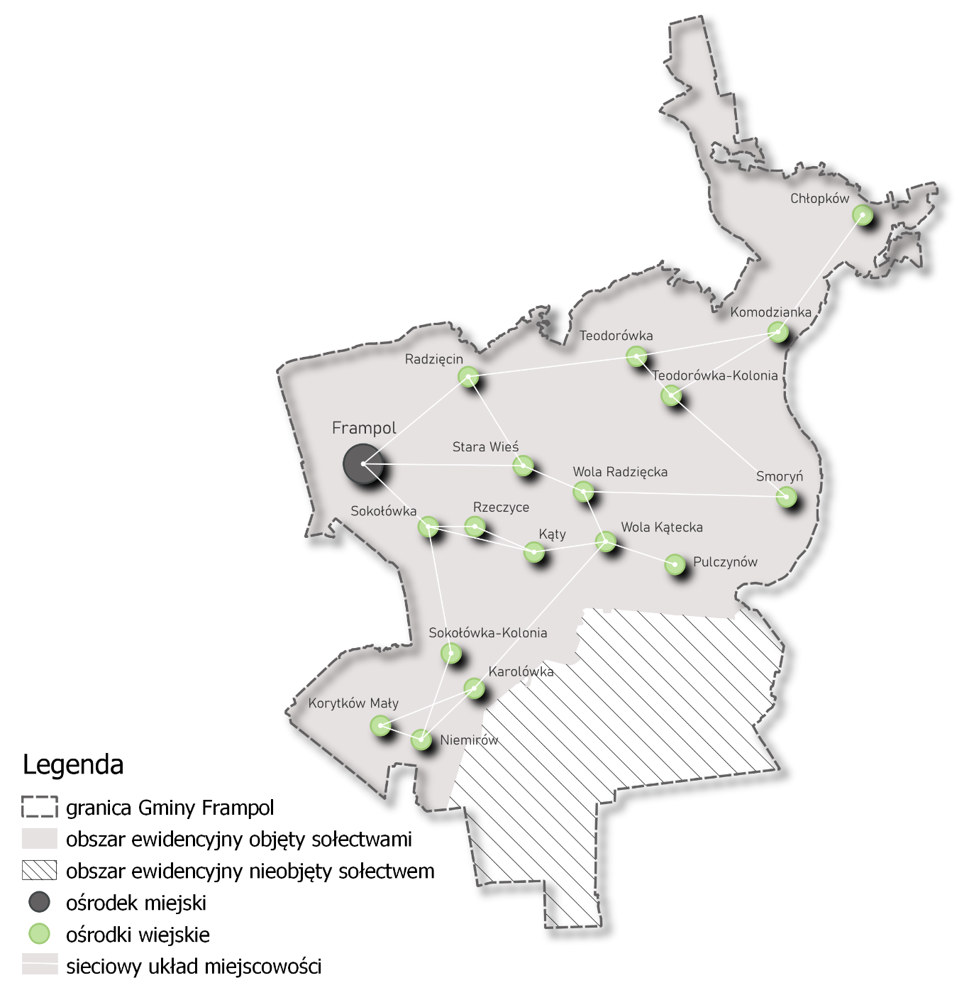 Chłopków
Komodzianka
Teodorówka
Radzięcin
Teodorówka-Kolonia
Frampol
Stara Wieś
Wola Radzięcka
Smoryń
Sokołówka
Rzeczyce
Kąty
Wola Kątecka
Pulczynów
Sokołówka-Kolonia
Karolówka
Korytków Mały
Niemirów
Legenda
granica Gminy Frampol
obszar ewidencyjny objęty sołectwami
obszar ewidencyjny nieobjęty sołectwem
ośrodek miejski
ośrodki wiejskie
sieciowy układ miejscowości